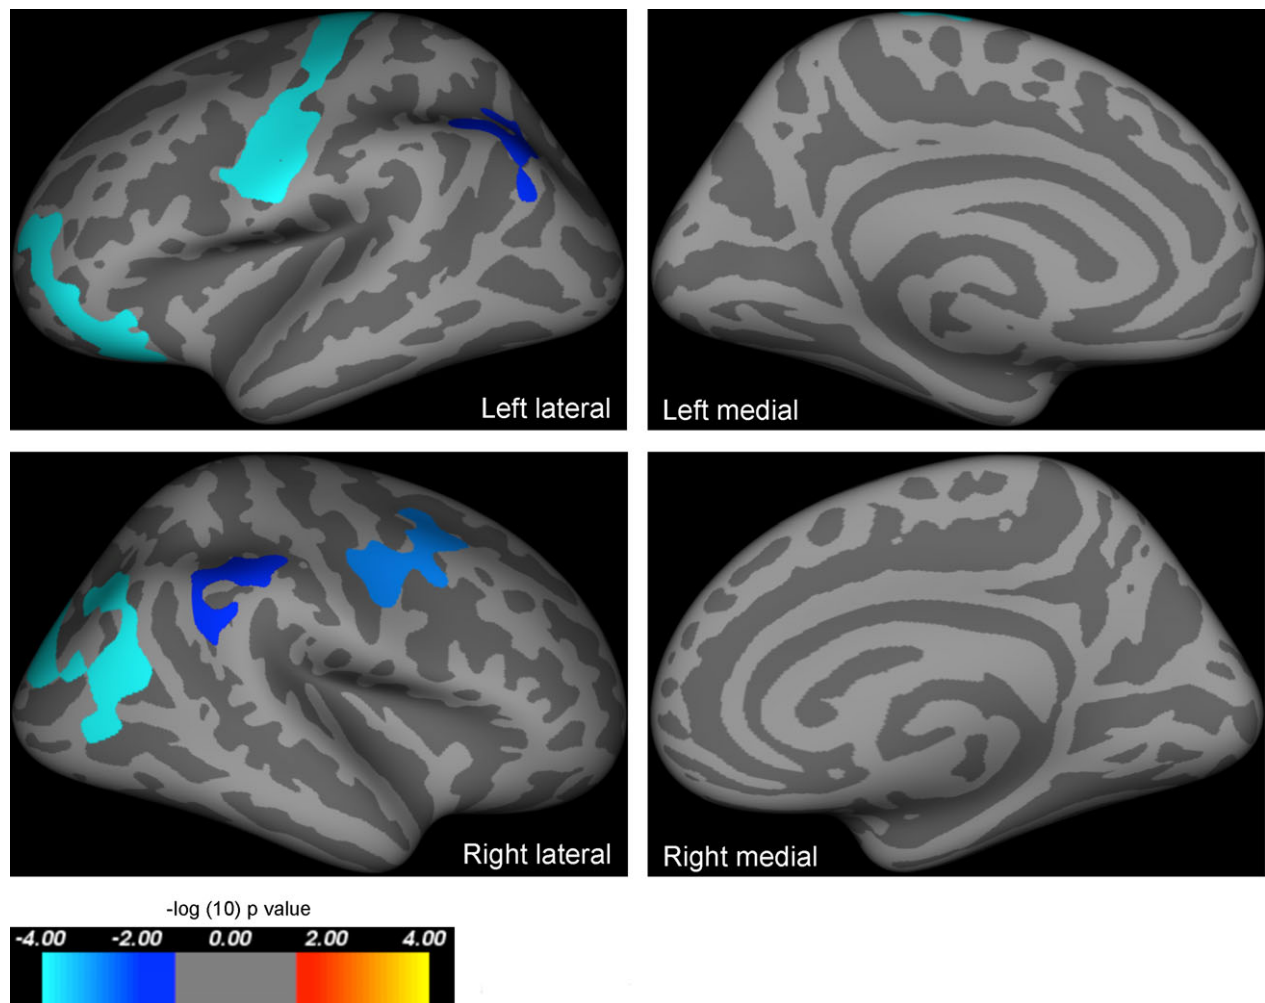 Left lateral
Left medial
Right lateral
Right medial
-log (10) p value
-4.00 -2.00 0.00 2.00 4.00